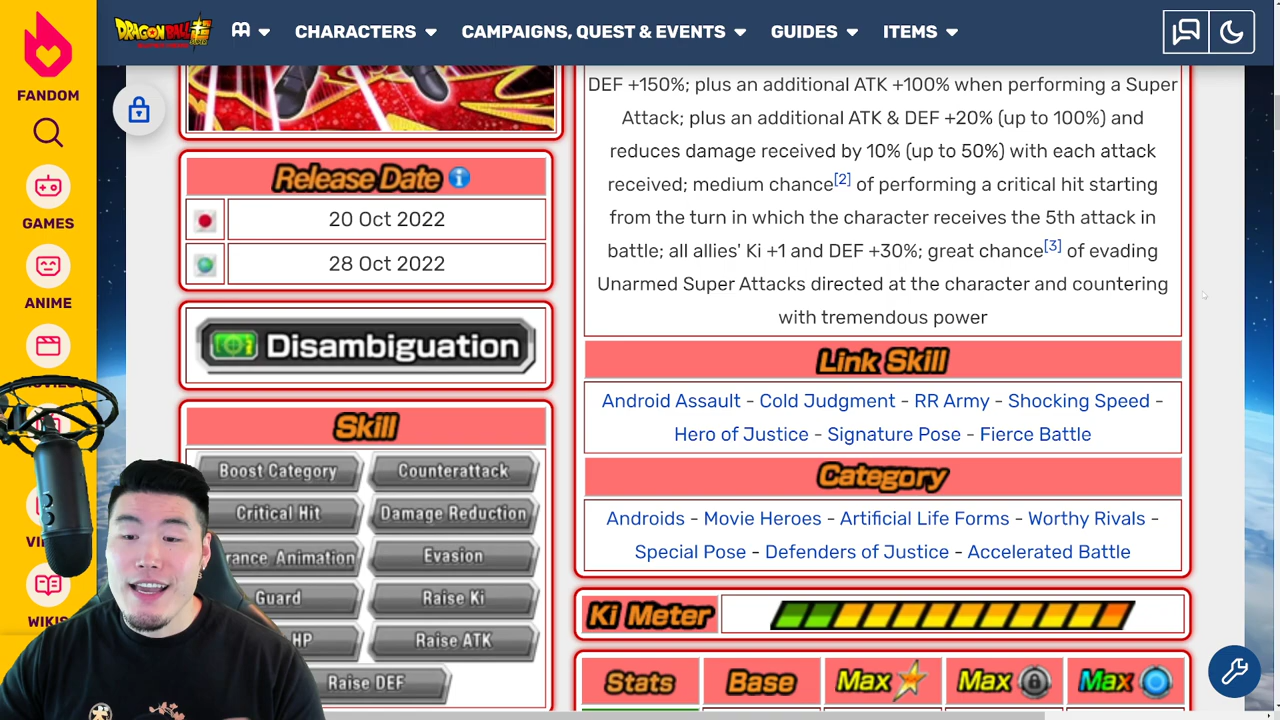 DRAGONBALL
CHARACTERS
CAMPAIGNS, QUEST & EVENTS
GUIDES
ITEMS
FANDOM
GAMES
ANIME
WIKIS
DEF +150%; plus an additional ATK +100% when performing a Super
Attack; plus an additional ATK & DEF +20% (up to 100%) and
reduces damage received by 10% (up to 50%) with each attack
received; medium chance[2] of performing a critical hit starting
from the turn in which the character receives the 5th attack in
battle; all allies' Ki +1 and DEF +30%; great chance[3] of evading
Unarmed Super Attacks directed at the character and countering
with tremendous power
Release Date
20 Oct 2022
28 Oct 2022
Disambiguation
Link Skill
Android Assault - Cold Judgment - RR Army - Shocking Speed -
Hero of Justice - Signature Pose - Fierce Battle
Category
Androids - Movie Heroes - Artificial Life Forms - Worthy Rivals -
Special Pose - Defenders of Justice - Accelerated Battle
Skill
Boost Category
Counterattack
Critical Hit
Damage Reduction
rance Animation
Evasion
Guard
Raise Ki
HP
Raise ATK
Raise DEF
Ki Meter
Stats
Base
Max
Max
Max